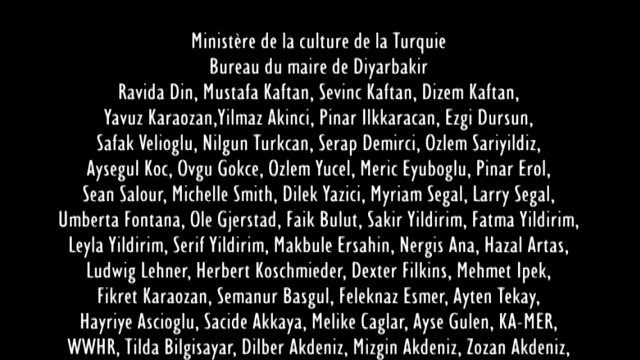 Ministère de la culture de la Turquie
Bureau du maire de Diyarbakir
Ravida Din, Mustafa Kaftan, Sevinc Kaftan, Dizem Kaftan,
Yavuz Karaozan,Yilmaz Akinci, Pinar Ilkkaracan, Ezgi Dursun,
Safak Velioglu, Nilgun Turkcan, Serap Demirci, Ozlem Sariyildiz,
Aysegul Koc, Ovgu Gokce, Ozlem Yucel, Meric Eyuboglu, Pinar Erol,
Sean Salour, Michelle Smith, Dilek Yazici, Myriam Segal, Larry Segal,
Umberta Fontana, Ole Gjerstad, Faik Bulut, Sakir Yildirim, Fatma Yildirim,
Leyla Yildirim, Serif Yildirim, Makbule Ersahin, Nergis Ana, Hazal Artas,
Ludwig Lehner, Herbert Koschmieder, Dexter Filkins, Mehmet Ipek,
Fikret Karaozan, Semanur Basgul, Feleknaz Esmer, Ayten Tekay,
Hayriye Ascioglu, Sacide Akkaya, Melike Caglar, Ayse Gulen, KA-MER,
WWHR, Tilda Bilgisayar, Dilber Akdeniz, Mizgin Akdeniz, Zozan Akdeniz,